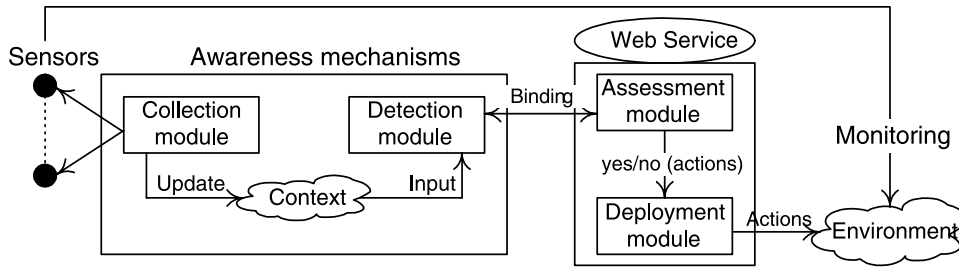 Sensors
Awareness mechanisms
Web Service
Collection
module
Detection
module
Binding
Assessment
module
Monitoring
Update
Context
Input
yes/no (actions)
Deployment
module
Actions
Environment